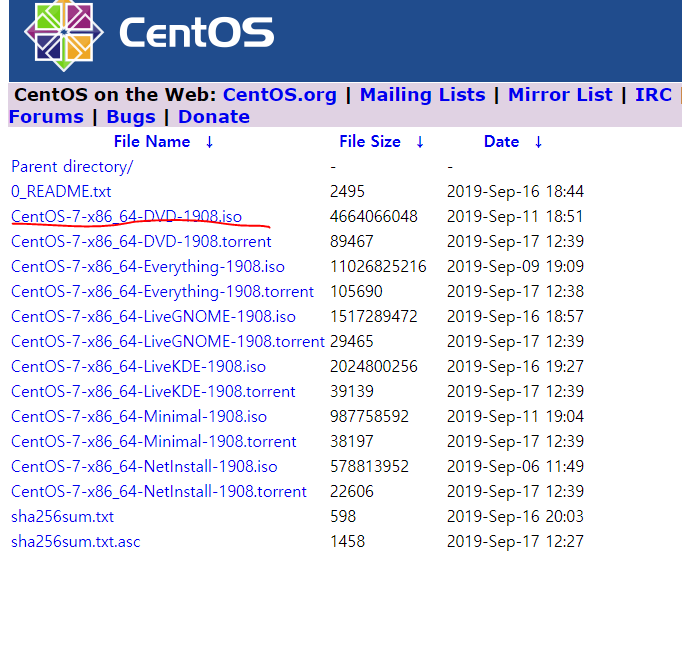 CentOS
CentOS on the Web: CentOS.org | Mailing Lists | Mirror List | IRC |
Forums | Bugs | Donate
File Name ↓ File Size ↓ Date ↓
Parent directory/ - -
0_README.txt 2495 2019-Sep-16 18:44
CentOS-7-x86_64-DVD-1908.iso 4664066048 2019-Sep-11 18:51
CentOS-7-x86_64-DVD-1908.torrent 89467 2019-Sep-17 12:39
CentOS-7-x86_64-Everything-1908.iso 11026825216 2019-Sep-09 19:09
CentOS-7-x86_64-Everything-1908.torrent 105690 2019-Sep-17 12:38
CentOS-7-x86_64-LiveGNOME-1908.iso 1517289472 2019-Sep-16 18:57
CentOS-7-x86_64-LiveGNOME-1908.torrent 29465 2019-Sep-17 12:39
CentOS-7-x86_64-LiveKDE-1908.iso 2024800256 2019-Sep-16 19:27
CentOS-7-x86_64-LiveKDE-1908.torrent 39139 2019-Sep-17 12:39
CentOS-7-x86_64-Minimal-1908.iso 987758592 2019-Sep-11 19:04
CentOS-7-x86_64-Minimal-1908.torrent 38197 2019-Sep-17 12:39
CentOS-7-x86_64-NetInstall-1908.iso 578813952 2019-Sep-06 11:49
CentOS-7-x86_64-NetInstall-1908.torrent 22606 2019-Sep-17 12:39
sha256sum.txt 598 2019-Sep-16 20:03
sha256sum.txt.asc 1458 2019-Sep-17 12:27